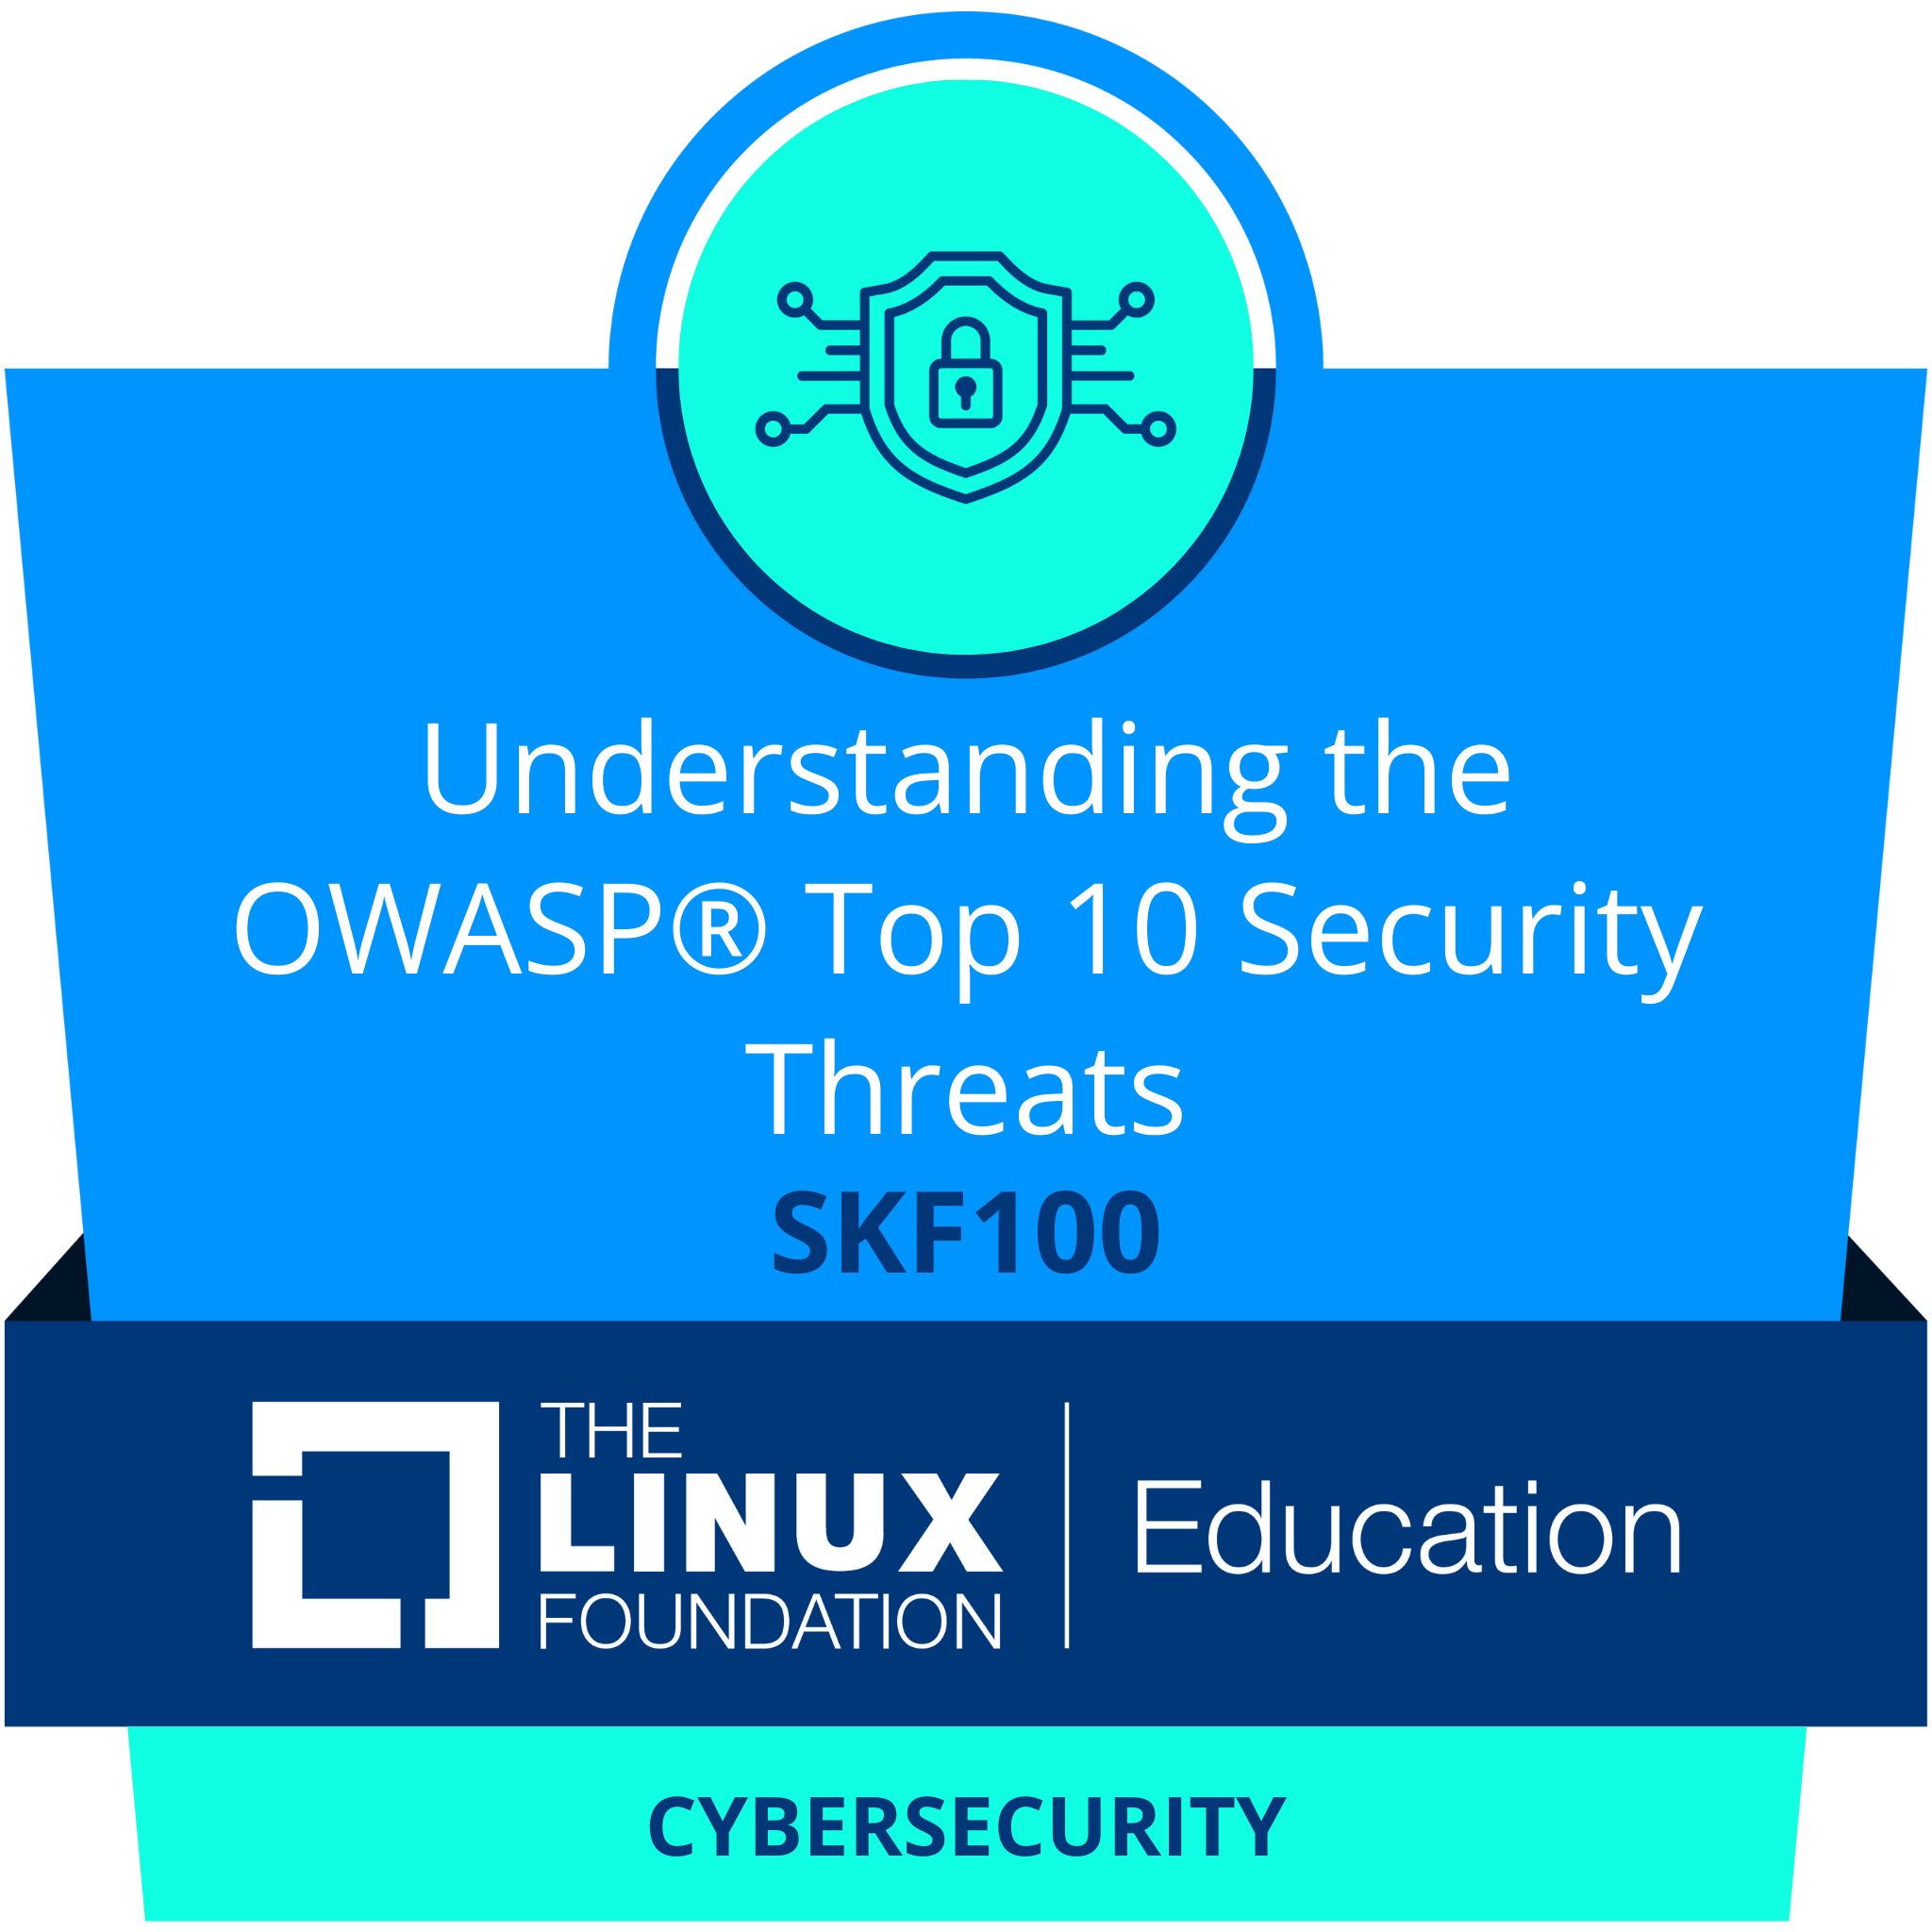 Understanding the
OWASP® Top 10 Security
Threats
SKF100
THE
LINUX
FOUNDATION
Education
CYBERSECURITY